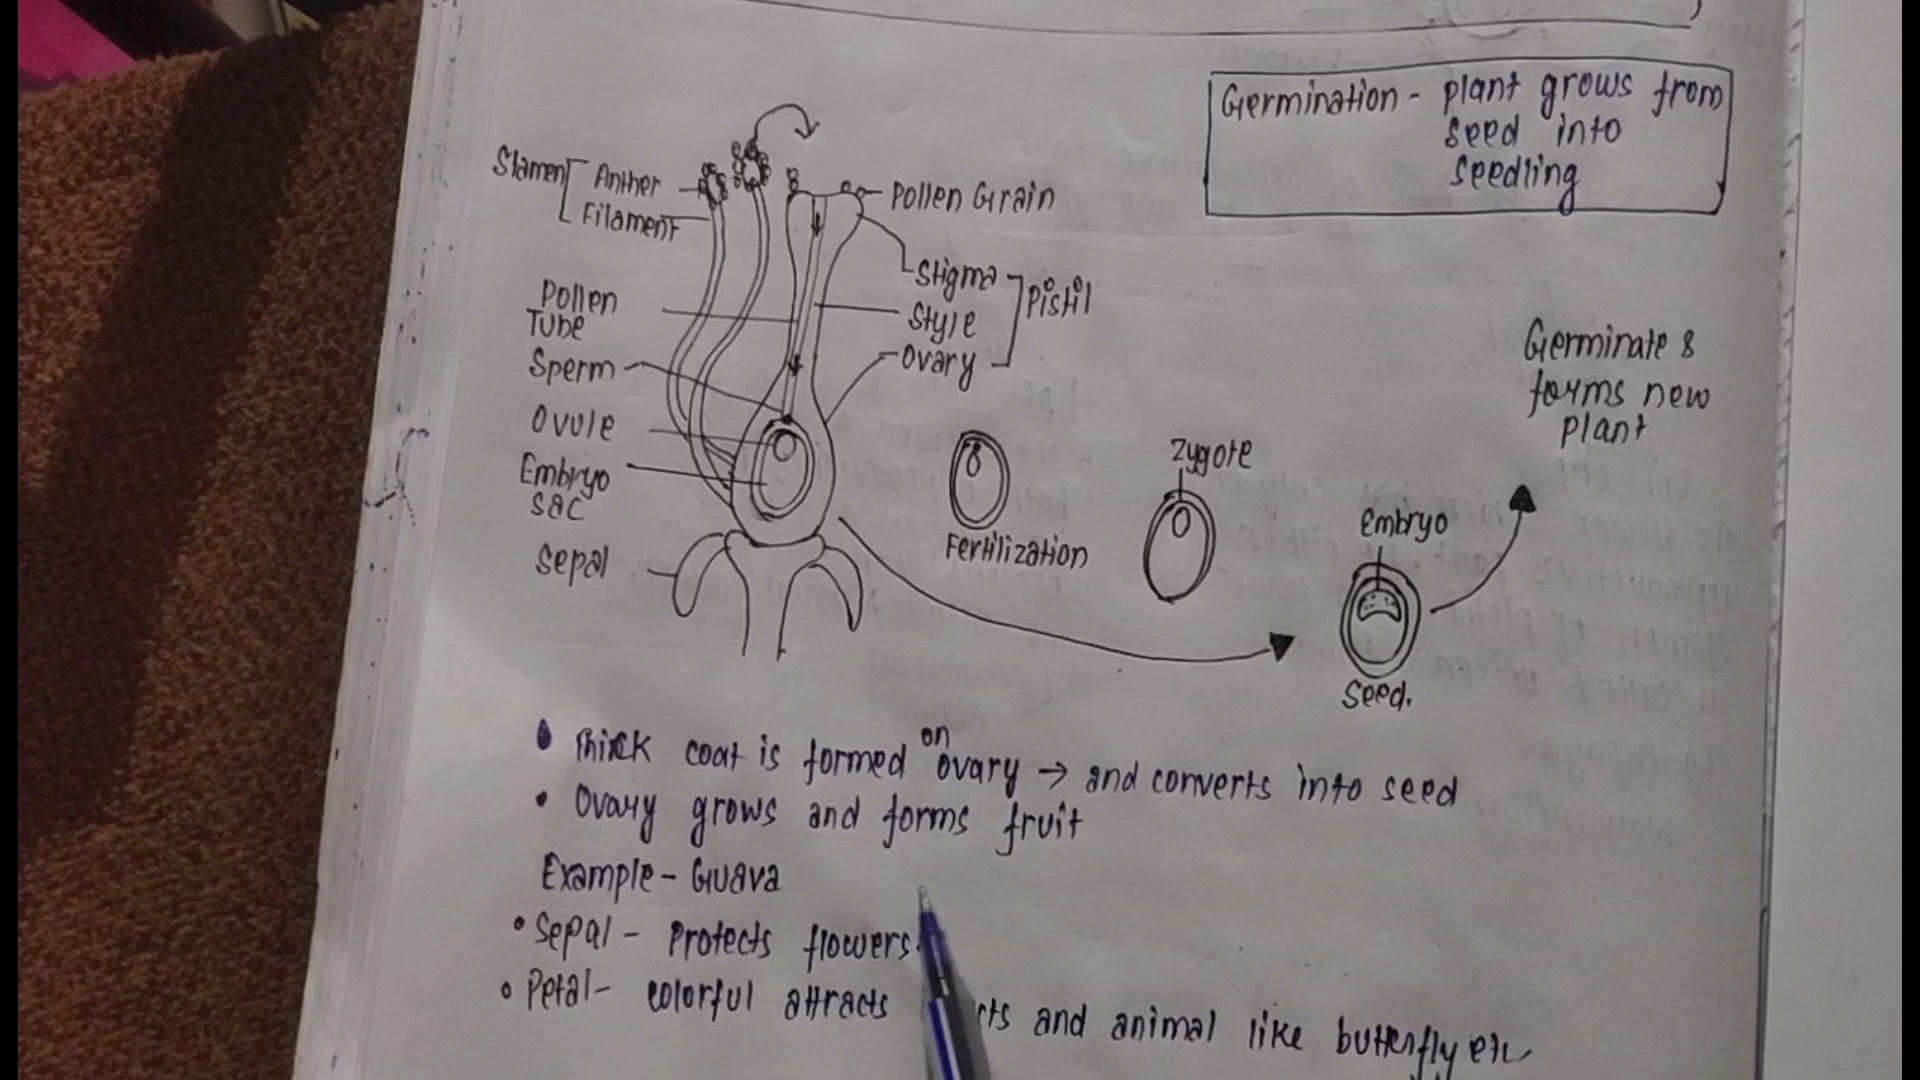 Germination - plant grows from
seed into
seedling
Stamen
Anther
Filament
Pollen Grain
Stigma
Style
Ovary
Pistil
Pollen
Tube
Sperm
Ovule
Embryo
sac
Sepal
Fertilization
Zygote
Embryo
Seed.
Germinate &
forms new
plant
• Thick coat is formed on ovary → and converts into seed
• Ovary grows and forms fruit
Example - Guava
• Sepal - Protects flowers.
• Petal - colorful attracts cts and animal like butterfly etc